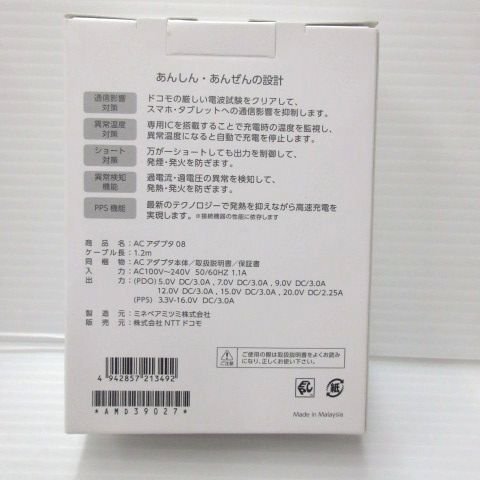 あんしん・あんぜんの設計
通信影響
対策
ドコモの厳しい電波試験をクリアして、
スマホ・タブレットへの通信の影響を抑制します。
異常温度
対策
専用ICを搭載することで充電時の温度を監視し、
異常温度になると自動で充電を停止します。
ショート
対策
万が一ショートしても出力を制御して、
発煙・発火を防ぎます。
異常検知
機能
過電流・過電圧の異常を検知して、
発熱・発火を防ぎます。
PPS 機能
最新のテクノロジーで発熱を抑えながら高速充電を
実現します。※接続機器の性能に依存します
商品名:AC アダプタ 08
ケーブル長:1.2m
同梱物:AC アダプタ本体/取扱説明書/保証書
入力:AC100V~240V 50/60HZ 1.1A
出力:(PDO) 5.0V DC/3.0A , 7.0V DC/3.0A , 9.0V DC/3.0A
12.0V DC/3.0A , 15.0V DC/3.0A , 20.0V DC/2.25A
(PPS) 3.3V-16.0V DC/3.0A
製造元:ミネベアミツミ株式会社
販売元:株式会社 NTT ドコモ
ご使用の際は取扱説明書をよくお読み
になり、正しくお使い下さい。
ご注意
4 942857 213492
*AMD39027*
紙
Made in Malaysia